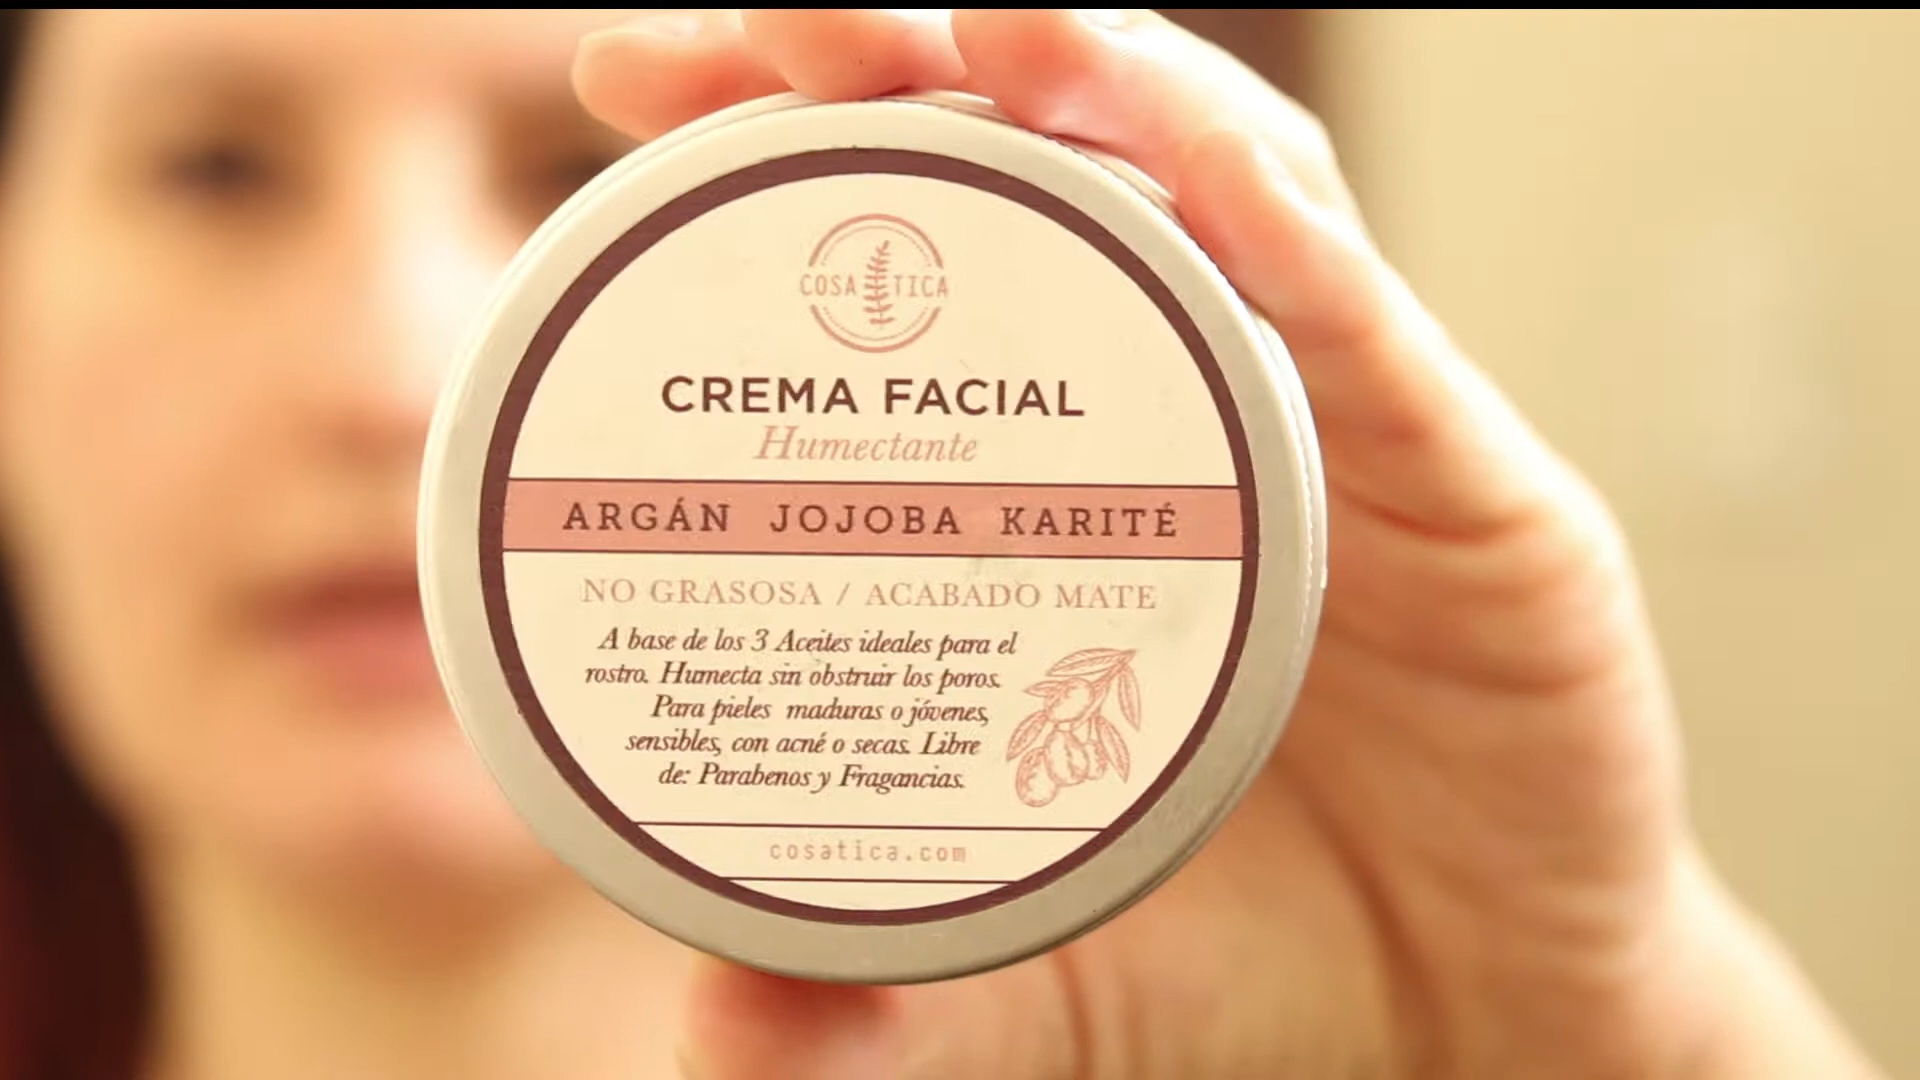 COSA TICA
CREMA FACIAL
Humectante
ARGÁN JOJOBA KARITÉ
NO GRASOSA / ACABADO MATE
A base de los 3 Aceites ideales para el
rostro. Humecta sin obstruir los poros.
Para pieles maduras o jóvenes,
sensibles, con acné o secas. Libre
de: Parabenos y Fragancias.
cosatica.com